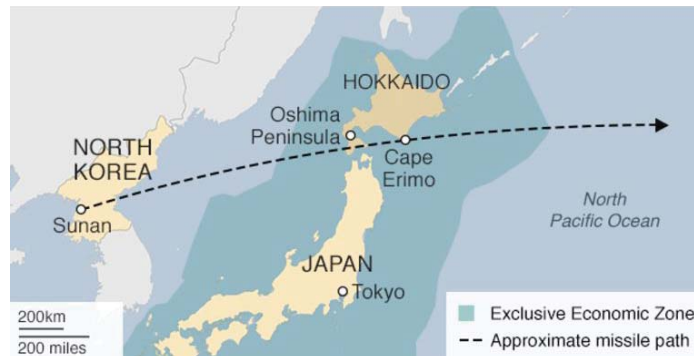 HOKKAIDO
Oshima
Peninsula
NORTH
KOREA
Cape
Erimo
Sunan
North
Pacific Ocean
JAPAN
Tokyo
200km
200 miles
Exclusive Economic Zone
Approximate missile path